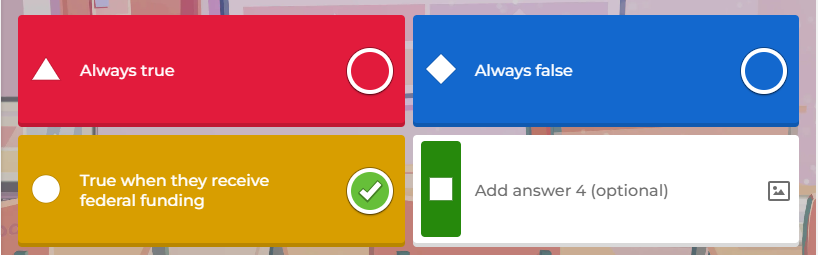 Always true
Always false
True when they receive
federal funding
Add answer 4 (optional)